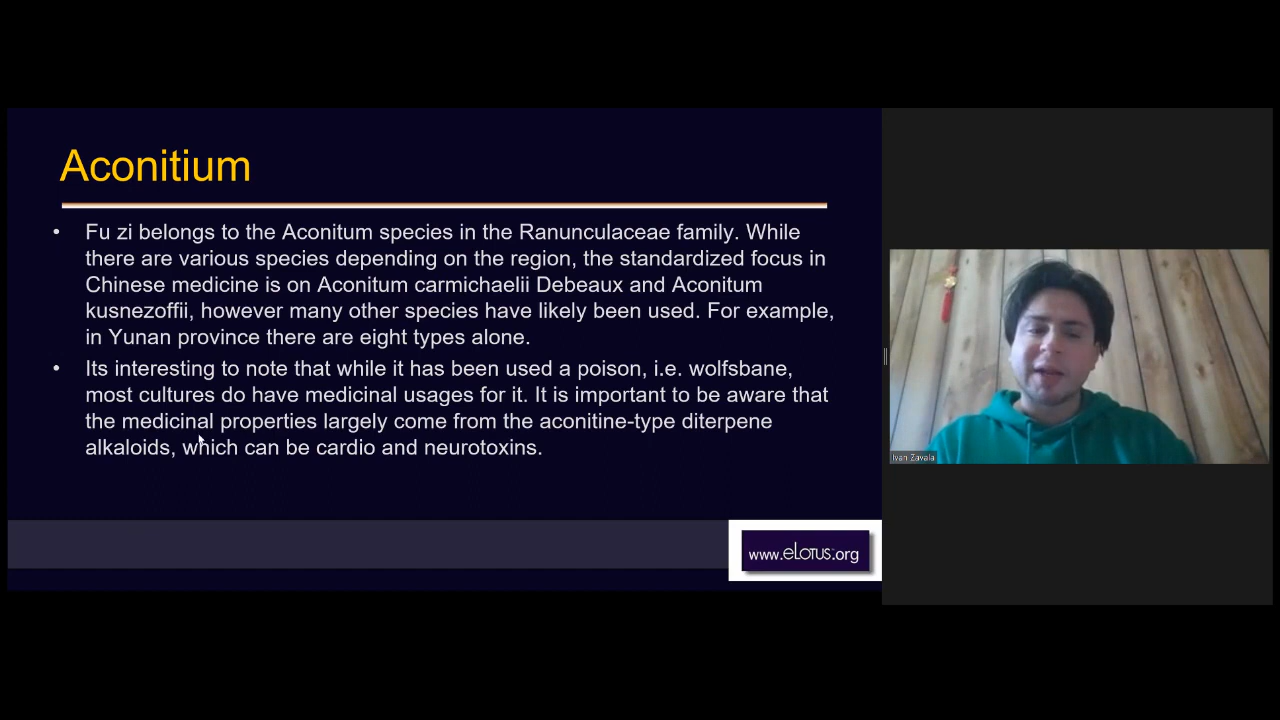 Aconitium
• Fu zi belongs to the Aconitum species in the Ranunculaceae family. While
there are various species depending on the region, the standardized focus in
Chinese medicine is on Aconitum carmichaelii Debeaux and Aconitum
kusnezoffii, however many other species have likely been used. For example,
in Yunan province there are eight types alone.
• Its interesting to note that while it has been used a poison, i.e. wolfsbane,
most cultures do have medicinal usages for it. It is important to be aware that
the medicinal properties largely come from the aconitine-type diterpene
alkaloids, which can be cardio and neurotoxins.
www.eLotus.org
Ivan Zavala